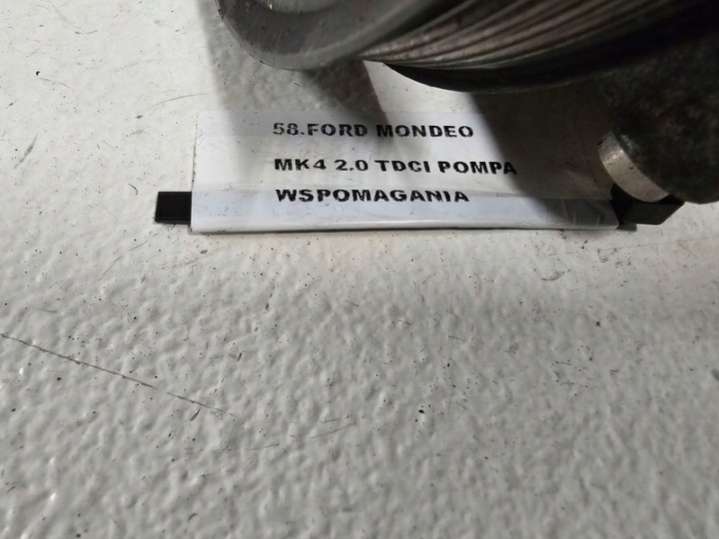 58.FORD MONDEO
MK4 2.0 TDCI POMPA
WSPOMAGANIA